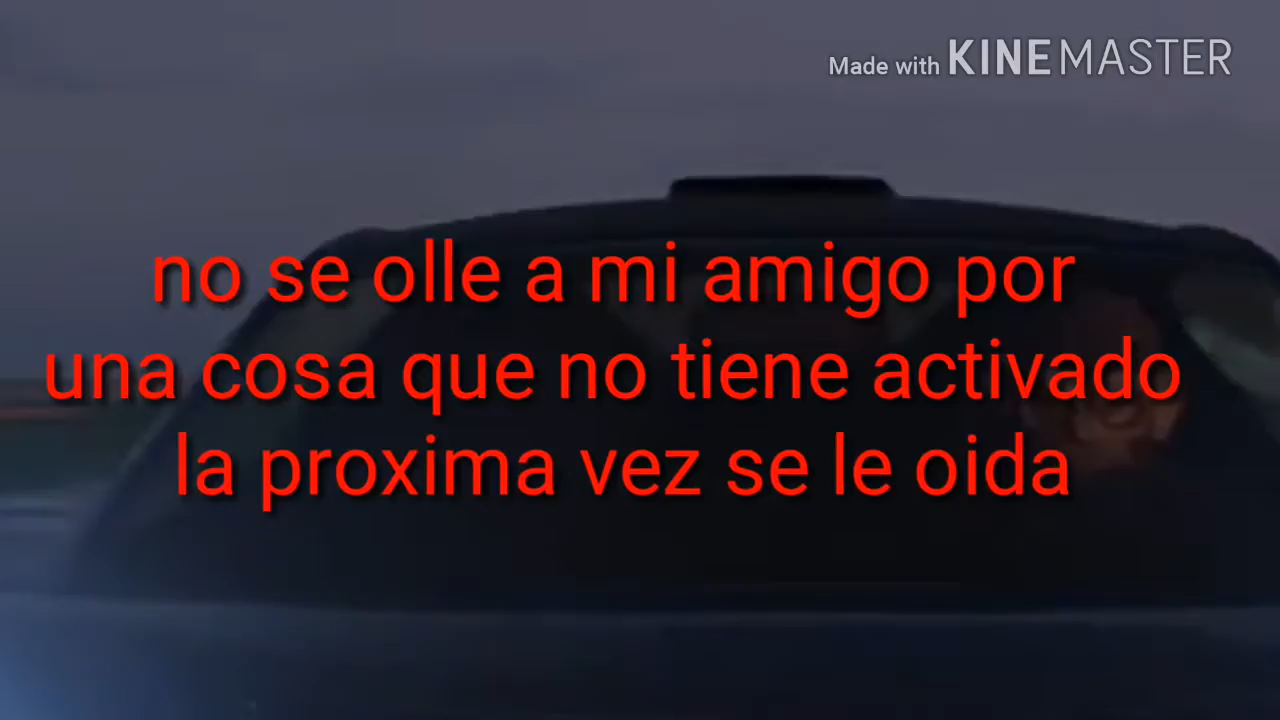 Made with KINEMASTER
no se olle a mi amigo por
una cosa que no tiene activado
la proxima vez se le oida